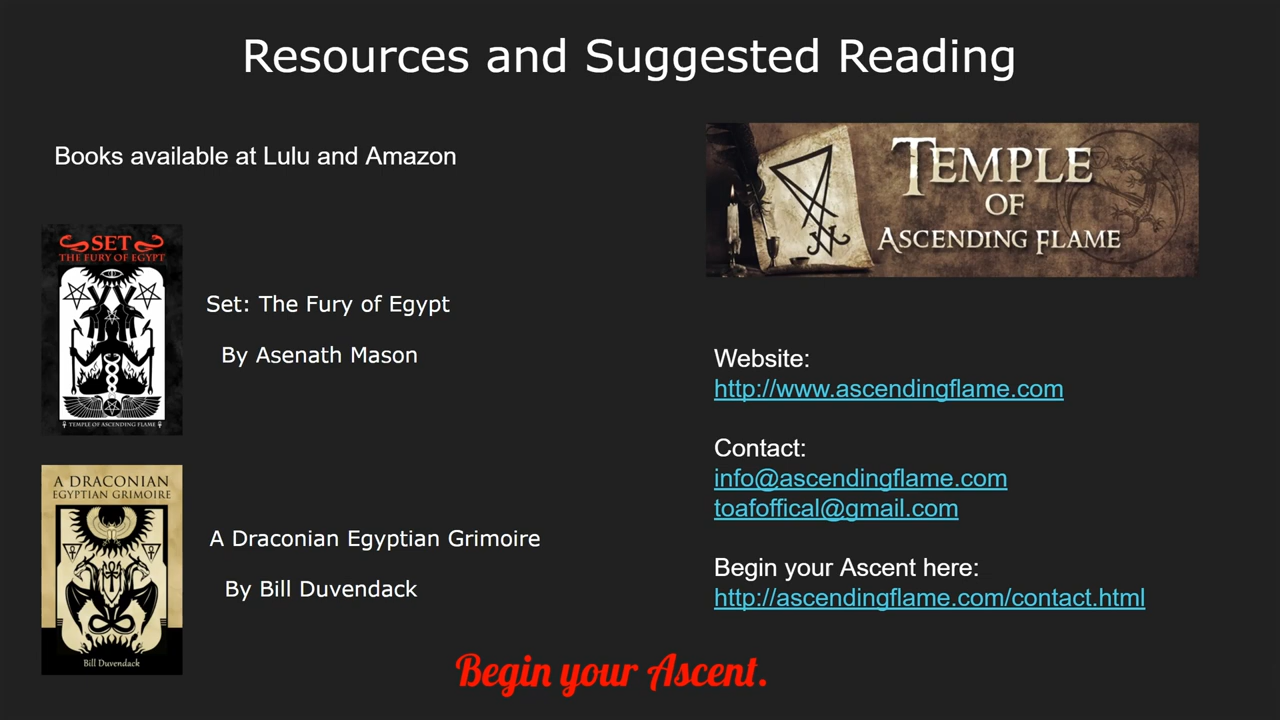 Resources and Suggested Reading
Books available at Lulu and Amazon
SET
THE FURY OF EGYPT
TEMPLE OF ASCENDING FLAME
Set: The Fury of Egypt
By Asenath Mason
A DRACONIAN
EGYPTIAN GRIMOIRE
Bill Duvendack
A Draconian Egyptian Grimoire
By Bill Duvendack
TEMPLE
OF
ASCENDING FLAME
Website:
http://www.ascendingflame.com
Contact:
info@ascendingflame.com
toafoffical@gmail.com
Begin your Ascent here:
http://ascendingflame.com/contact.html
Begin your Ascent.